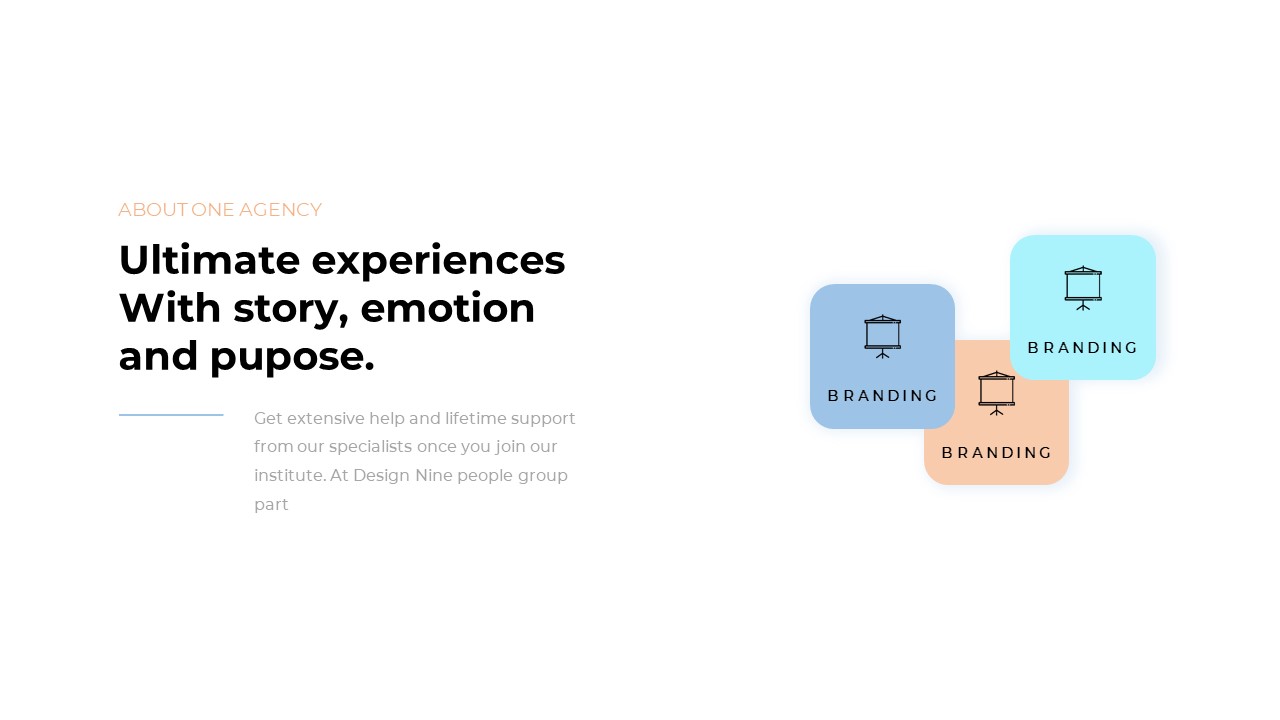 ABOUT ONE AGENCY
Ultimate experiences
With story, emotion
and pupose.
Get extensive help and lifetime support
from our specialists once you join our
institute. At Design Nine people group
part
BRANDING
BRANDING
BRANDING